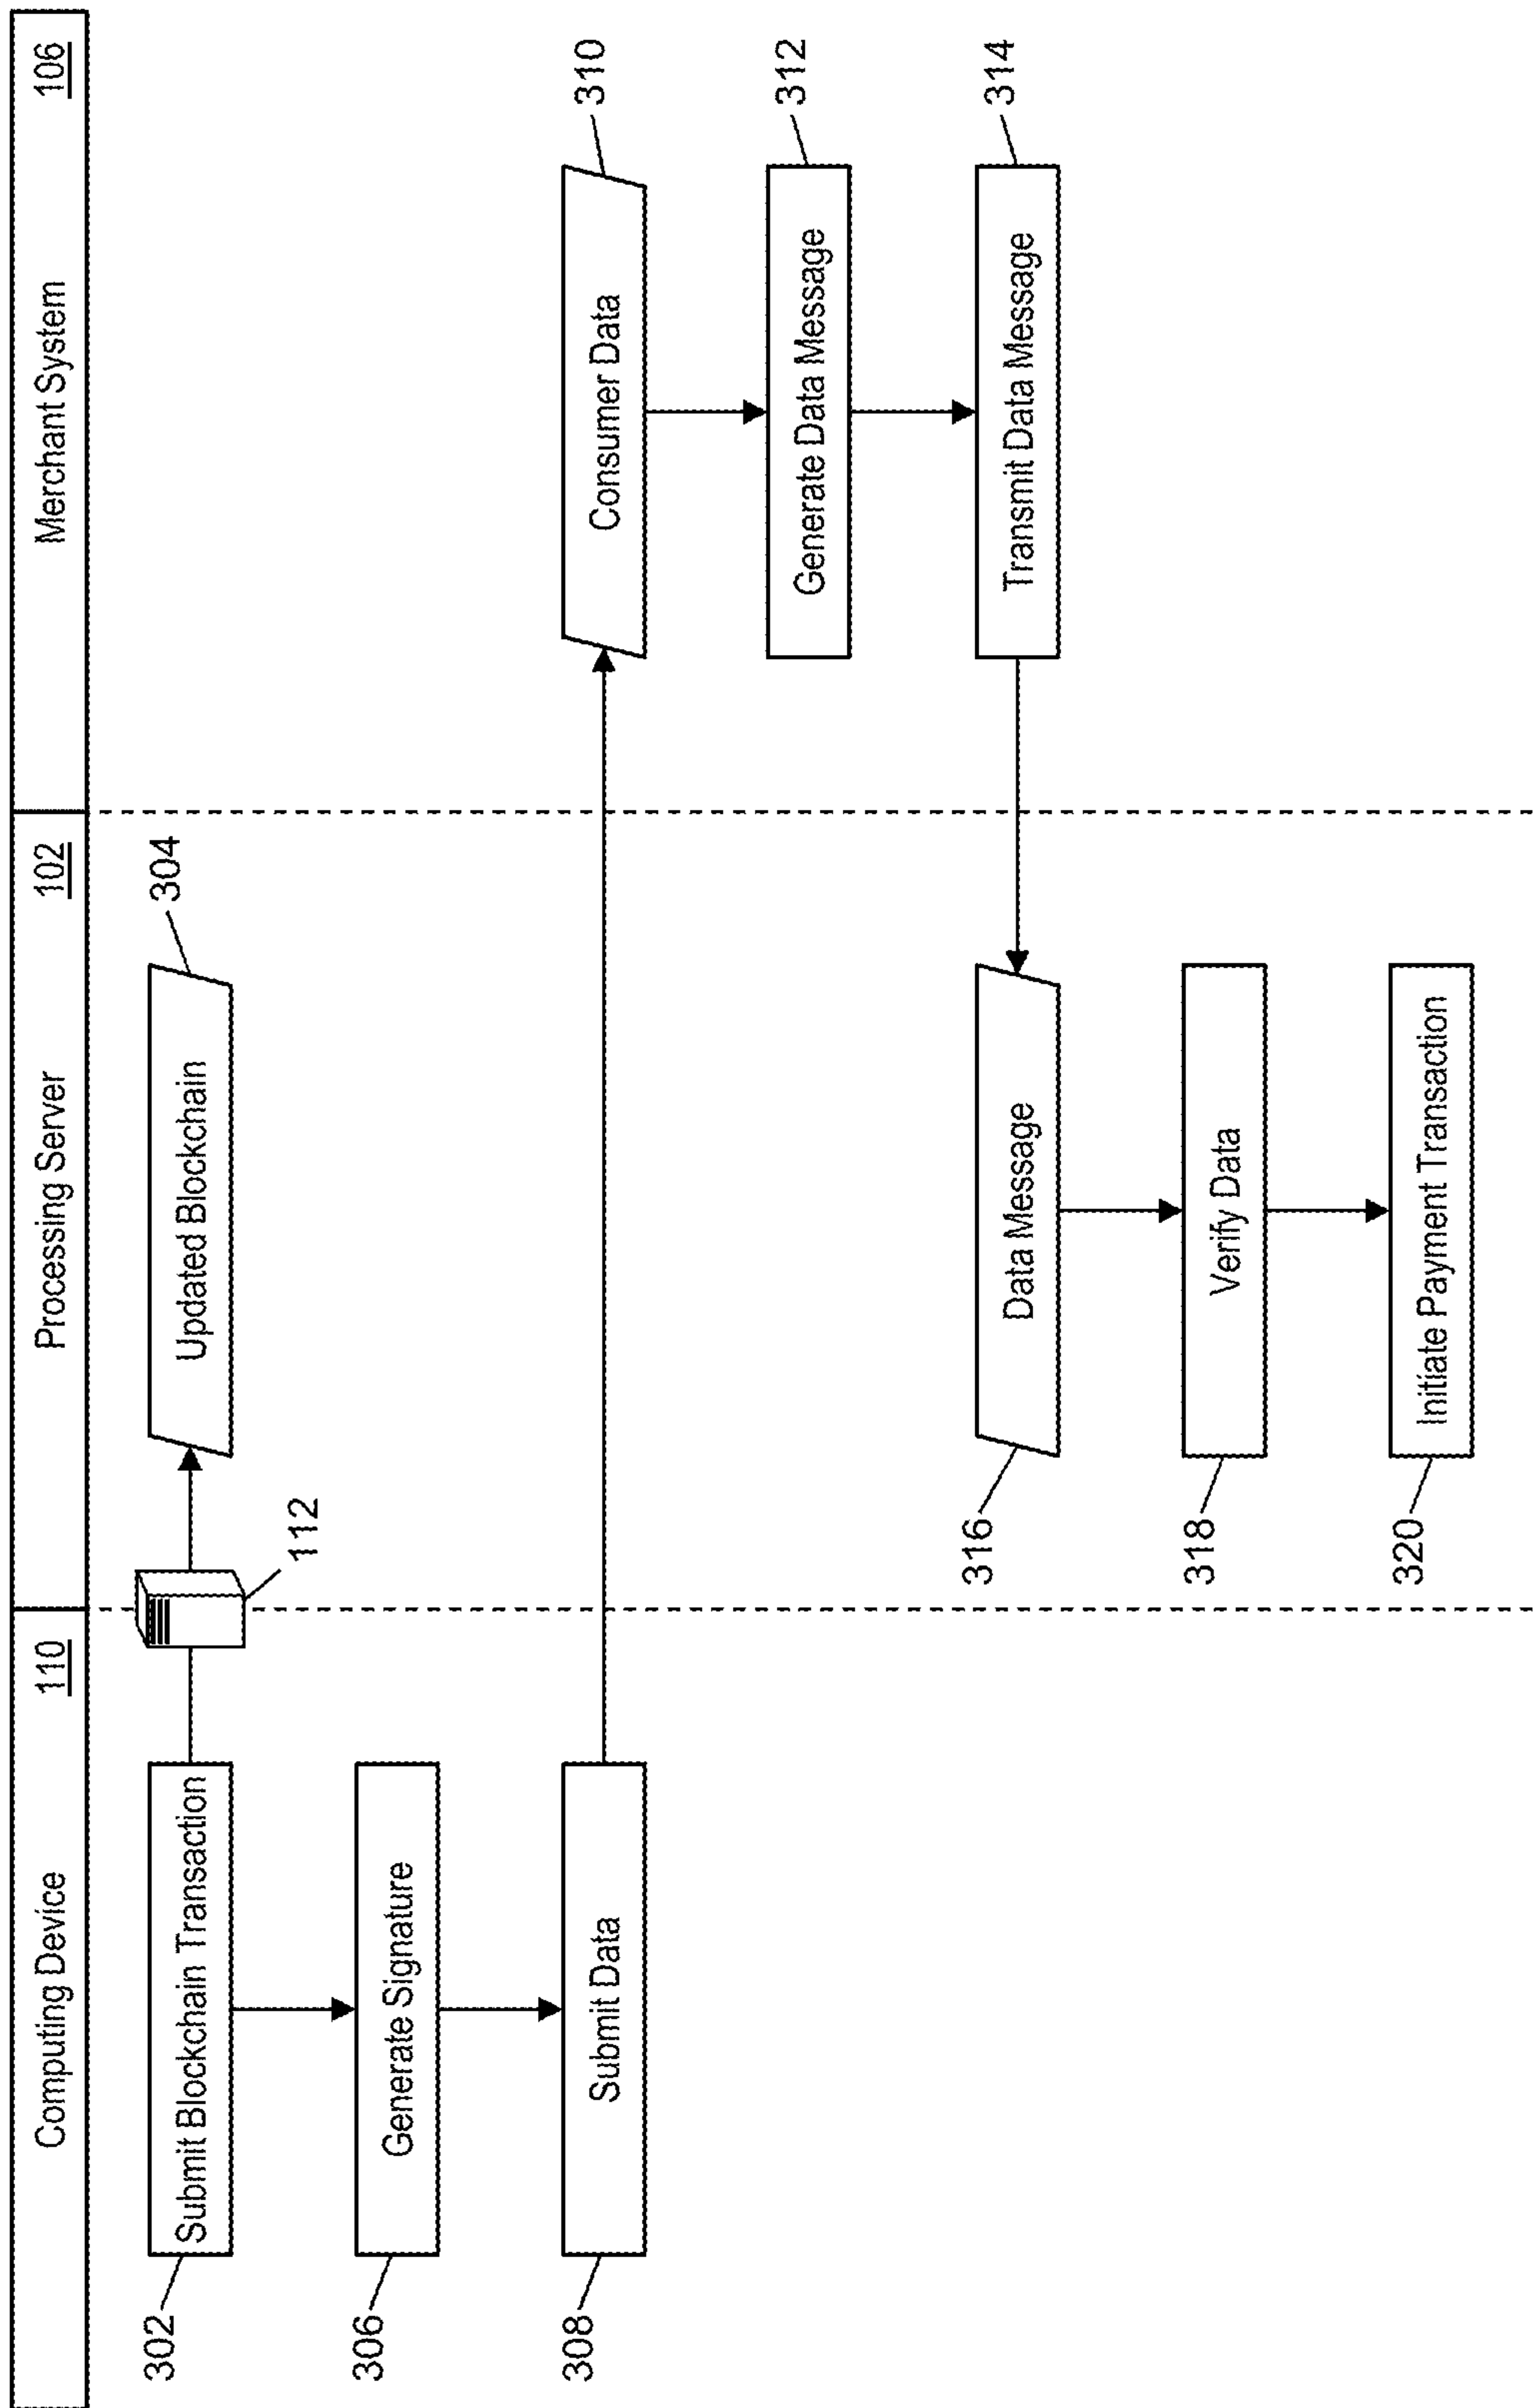 Computing Device 110
Processing Server 102
Merchant System 106
302
Submit Blockchain Transaction
112
Updated Blockchain
304
306
Generate Signature
308
Submit Data
Consumer Data
310
Generate Data Message
312
316
Data Message
Transmit Data Message
314
318
Verify Data
320
Initiate Payment Transaction